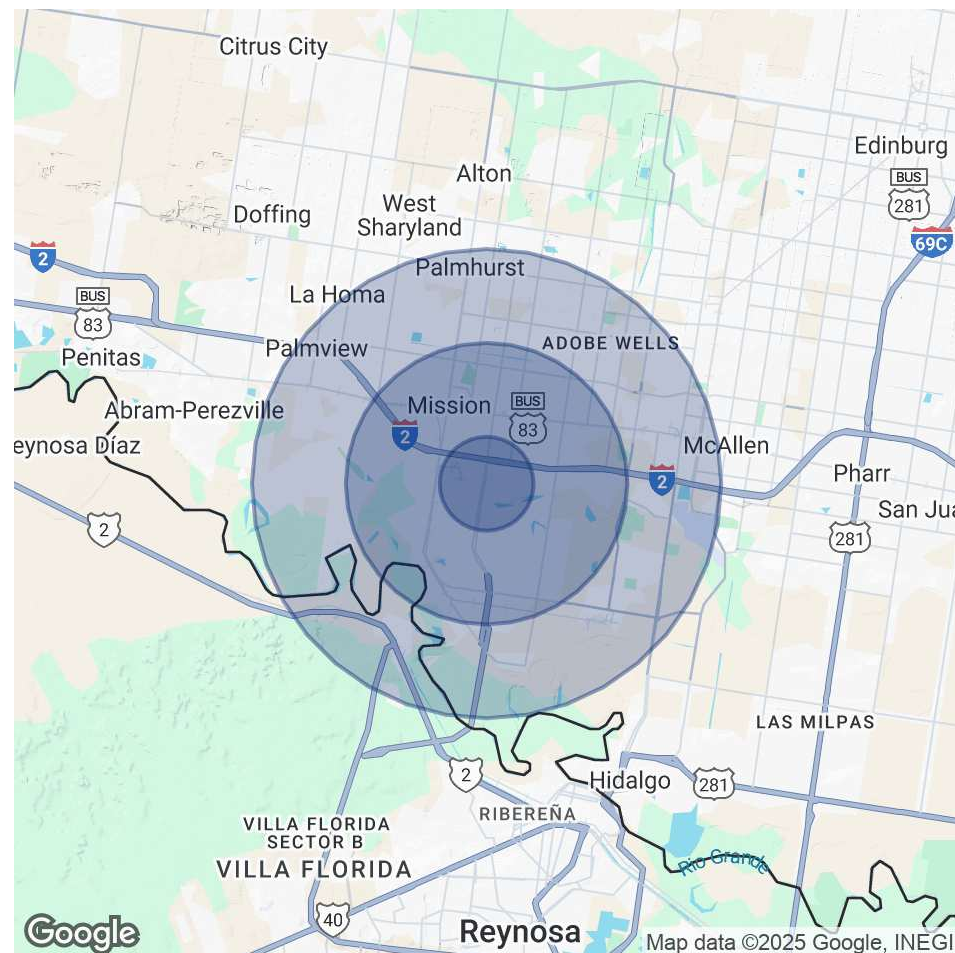 Citrus City
Edinburg
BUS
281
Alton
West
Sharyland
Doffing
69C
2
Palmhurst
La Homa
BUS
83
ADOBE WELLS
Palmview
Penitas
Mission
BUS
83
Abram-Perezville
2
McAllen
eynosa Díaz
Pharr
2
San Jua
2
281
LAS MILPAS
Hidalgo
281
2
RIBEREÑA
VILLA FLORIDA
SECTOR B
VILLA FLORIDA
Rio Grande
40
Reynosa
Google
Map data ©2025 Google, INEGI